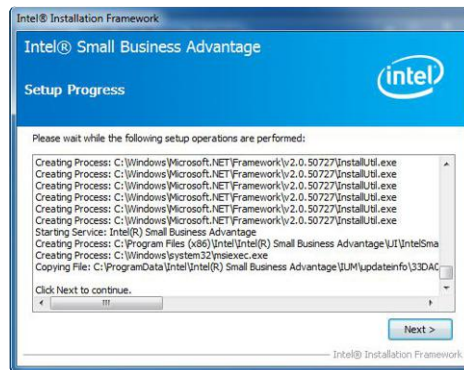 Intel® Installation Framework
Intel® Small Business Advantage
intel
Setup Progress
Please wait while the following setup operations are performed:
Creating Process: C:\Windows\Microsoft.NET\Framework\v2.0.50727\InstallUtil.exe
Creating Process: C:\Windows\Microsoft.NET\Framework\v2.0.50727\InstallUtil.exe
Creating Process: C:\Windows\Microsoft.NET\Framework\v2.0.50727\InstallUtil.exe
Creating Process: C:\Windows\Microsoft.NET\Framework\v2.0.50727\InstallUtil.exe
Creating Process: C:\Windows\Microsoft.NET\Framework\v2.0.50727\InstallUtil.exe
Creating Process: C:\Windows\Microsoft.NET\Framework\v2.0.50727\InstallUtil.exe
Starting Service: Intel(R) Small Business Advantage
Creating Process: C:\Program Files (x86)\Intel\Intel(R) Small Business Advantage\UI\IntelSma
Creating Process: C:\Windows\system32\msiexec.exe
Copying File: C:\ProgramData\Intel\Intel(R) Small Business Advantage\IUM\updateinfo\33DAC
Click Next to continue.
Next >
Intel® Installation Framework